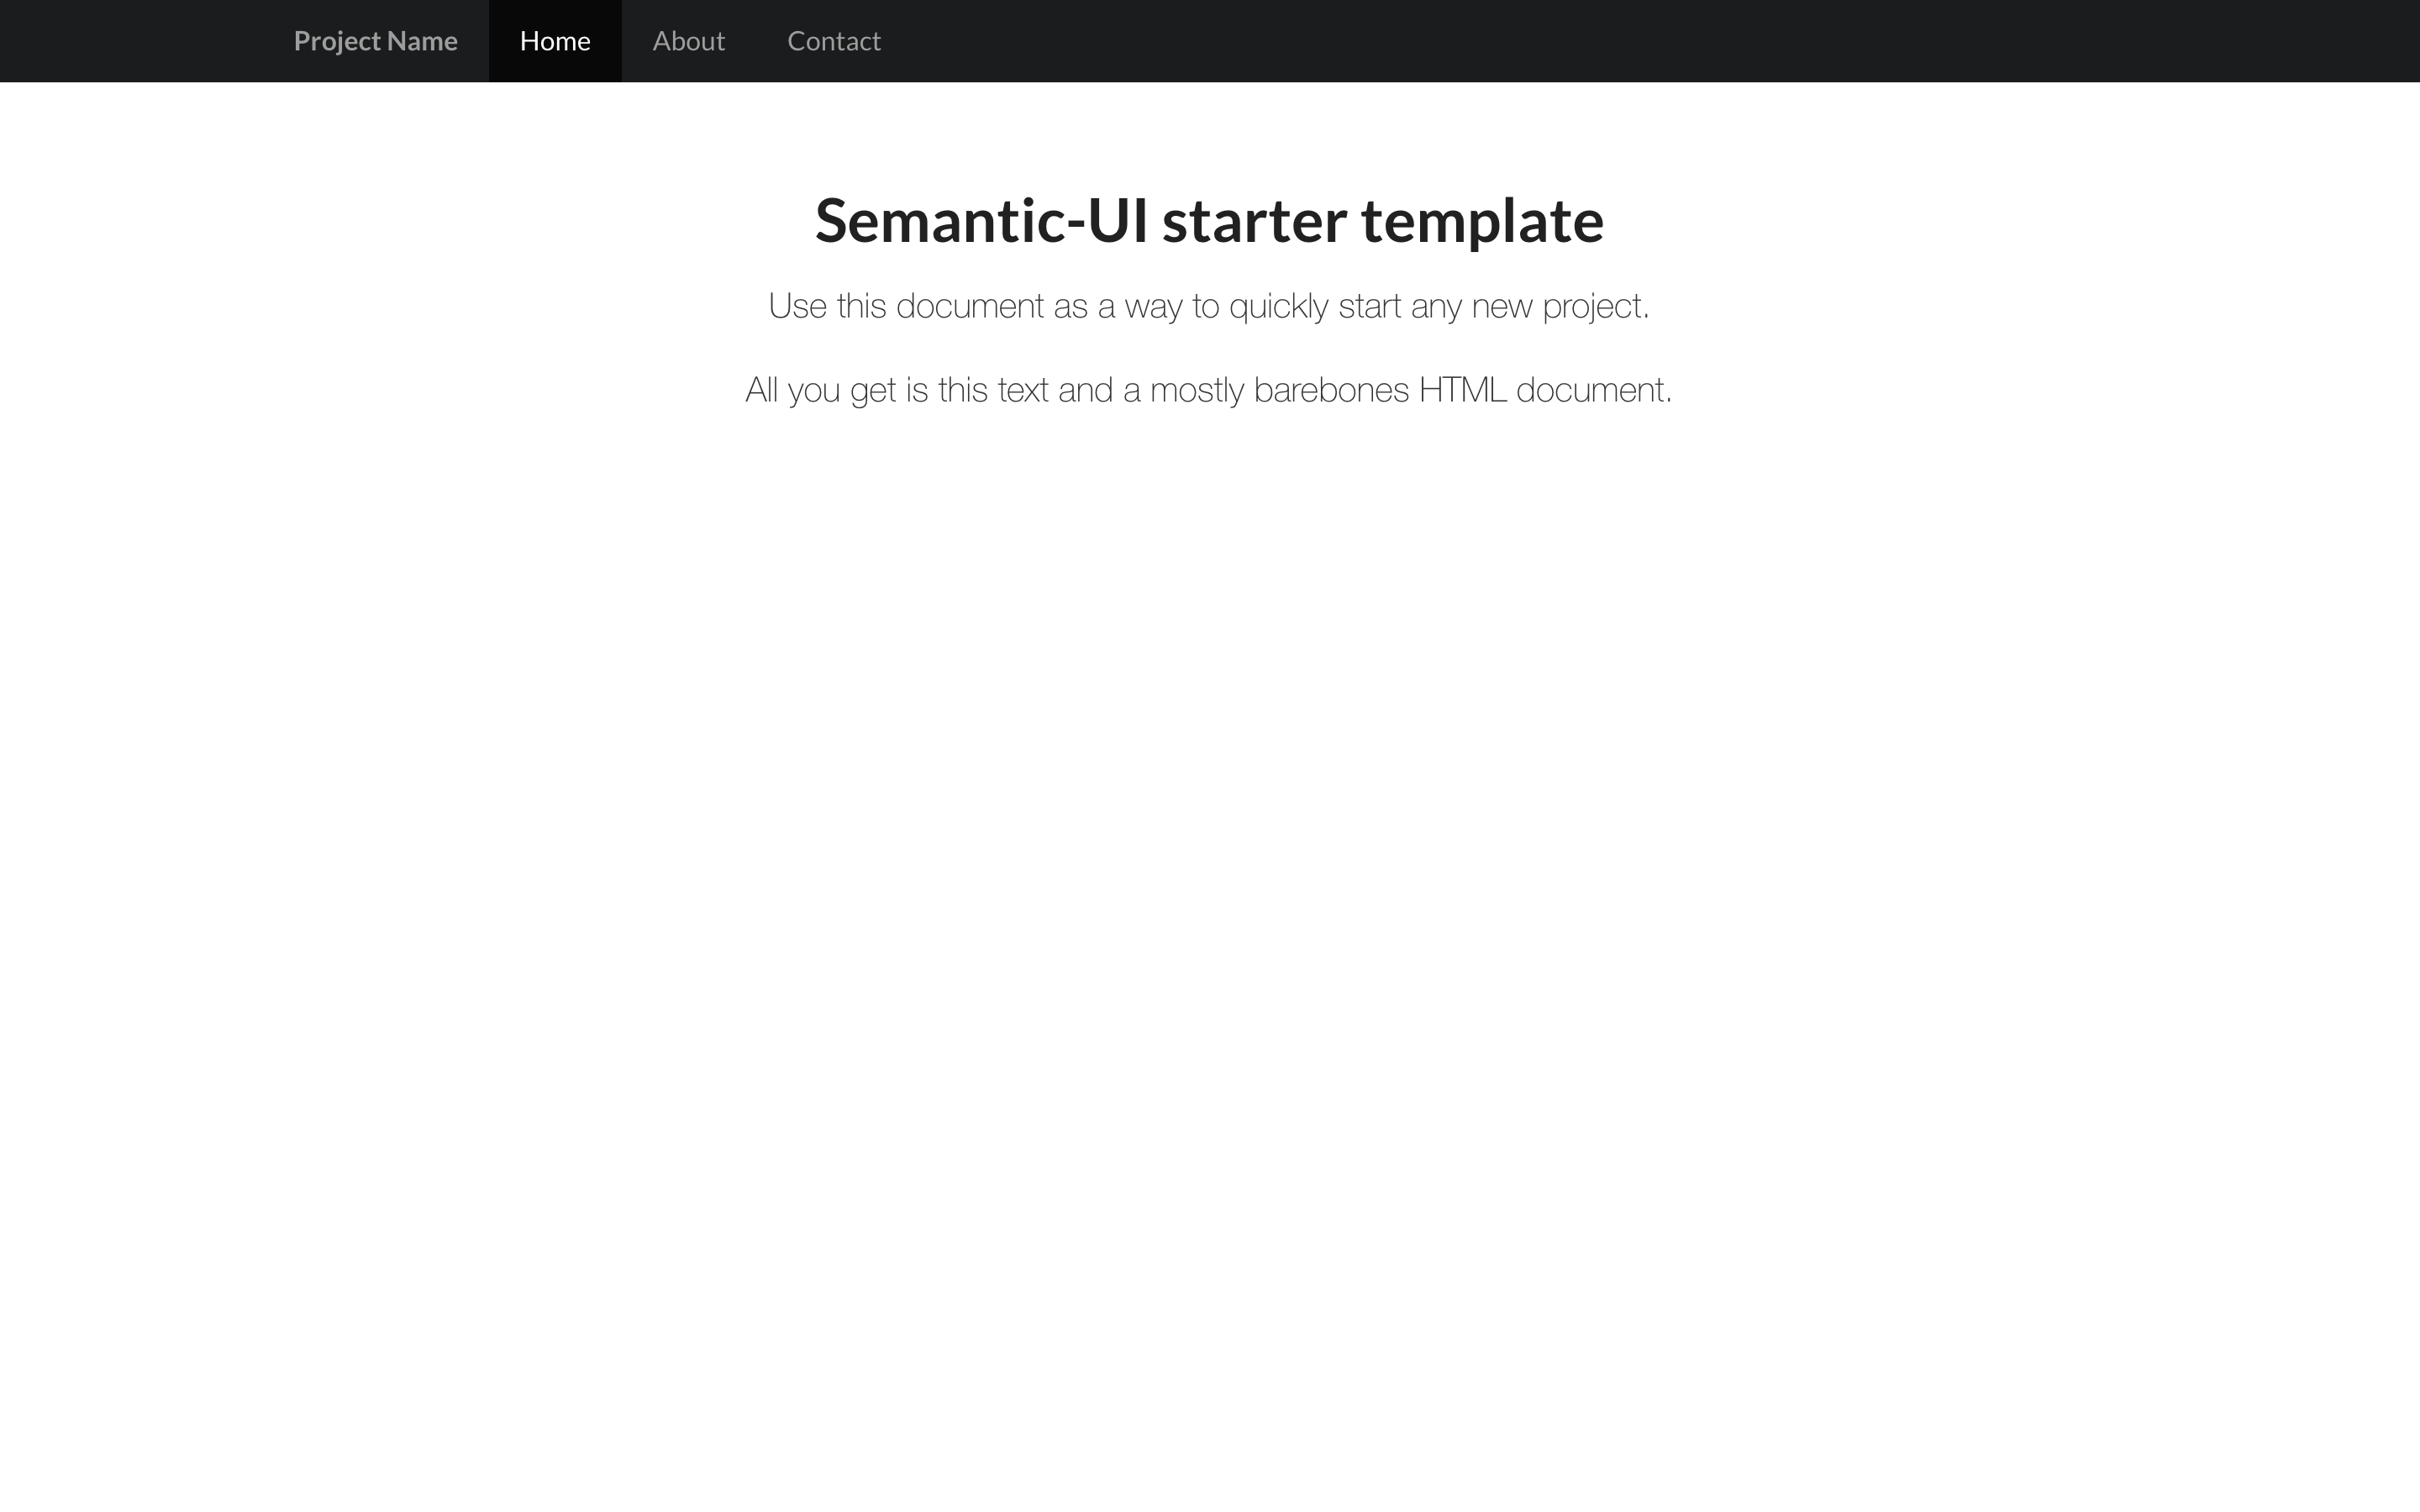 Project Name Home About Contact
Semantic-UI starter template
Use this document as a way to quickly start any new project.
All you get is this text and a mostly barebones HTML document.